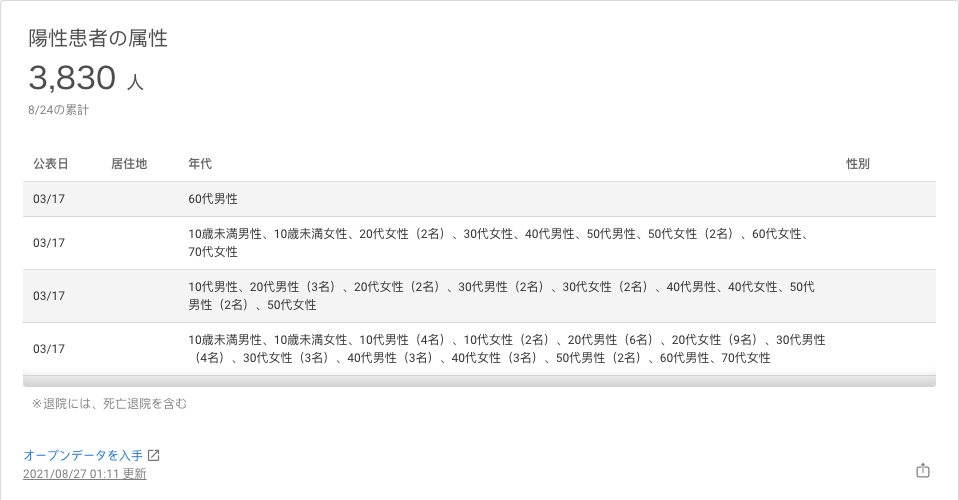 陽性患者の属性
3,830 人
8/24の累計
公表日 居住地 年代 性別
03/17 60代男性
03/17 10歳未満男性、10歳未満女性、20代女性（2名）、30代女性、40代男性、50代男性、50代女性（2名）、60代女性、
70代女性
03/17 10代男性、20代男性（3名）、20代女性（2名）、30代男性（2名）、30代女性（2名）、40代男性、40代女性、50代
男性（2名）、50代女性
03/17 10歳未満男性、10歳未満女性、10代男性（4名）、10代女性（2名）、20代男性（6名）、20代女性（9名）、30代男性
（4名）、30代女性（3名）、40代男性（3名）、40代女性（3名）、50代男性（2名）、60代男性、70代女性
※退院には、死亡退院を含む
オープンデータを入手
2021/08/27 01:11 更新